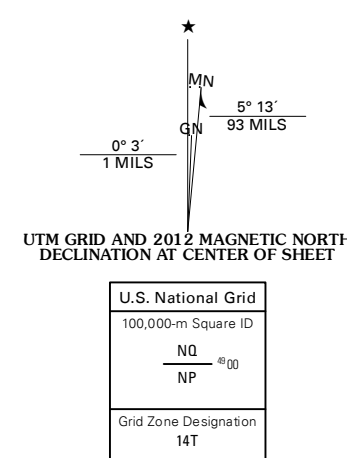 ★
MN
5° 13´
93 MILS
GN
0° 3´
1 MILS
UTM GRID AND 2012 MAGNETIC NORTH
DECLINATION AT CENTER OF SHEET
U.S. National Grid
100,000-m Square ID
NQ
4900
NP
Grid Zone Designation
14T